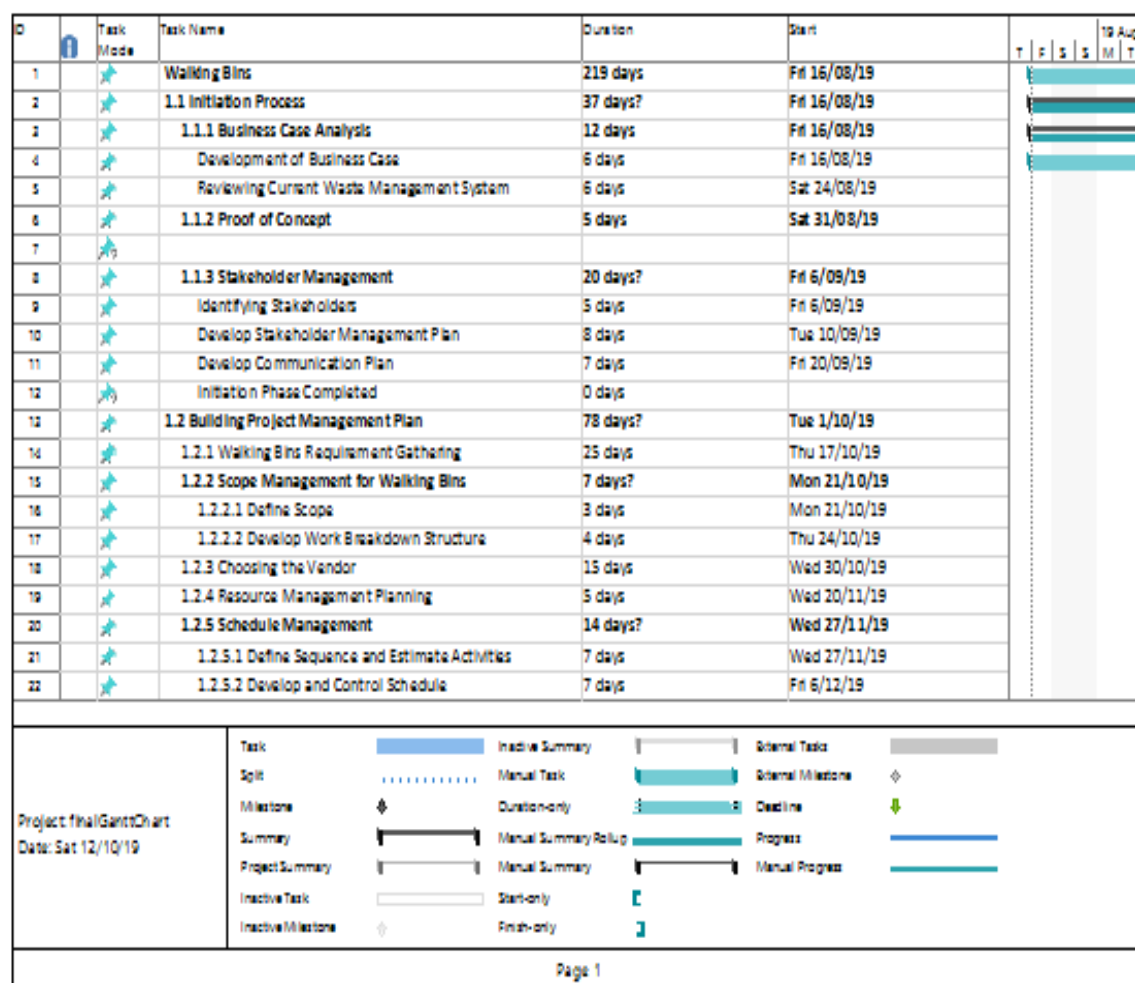 ID Task Mode Task Name Duration Start 19 Aug
T F S S M T
1 Walking Bins 219 days Fri 16/08/19
2 1.1 Initiation Process 37 days? Fri 16/08/19
3 1.1.1 Business Case Analysis 12 days Fri 16/08/19
4 Development of Business Case 6 days Fri 16/08/19
5 Reviewing Current Waste Management System 6 days Sat 24/08/19
6 1.1.2 Proof of Concept 5 days Sat 31/08/19
7
8 1.1.3 Stakeholder Management 20 days? Fri 6/09/19
9 Identifying Stakeholders 5 days Fri 6/09/19
10 Develop Stakeholder Management Plan 8 days Tue 10/09/19
11 Develop Communication Plan 7 days Fri 20/09/19
12 Initiation Phase Completed 0 days
13 1.2 Building Project Management Plan 78 days? Tue 1/10/19
14 1.2.1 Walking Bins Requirement Gathering 25 days Thu 17/10/19
15 1.2.2 Scope Management for Walking Bins 7 days? Mon 21/10/19
16 1.2.2.1 Define Scope 3 days Mon 21/10/19
17 1.2.2.2 Develop Work Breakdown Structure 4 days Thu 24/10/19
18 1.2.3 Choosing the Vendor 15 days Wed 30/10/19
19 1.2.4 Resource Management Planning 5 days Wed 20/11/19
20 1.2.5 Schedule Management 14 days? Wed 27/11/19
21 1.2.5.1 Define Sequence and Estimate Activities 7 days Wed 27/11/19
22 1.2.5.2 Develop and Control Schedule 7 days Fri 6/12/19
Project: finalGanttChart
Date: Sat 12/10/19
Task Inactive Summary External Tasks
Split Manual Task External Milestone
Milestone Duration-only Deadline
Summary Manual Summary Rollup Progress
Project Summary Manual Summary Manual Progress
Inactive Task Start-only
Inactive Milestone Finish-only
Page 1